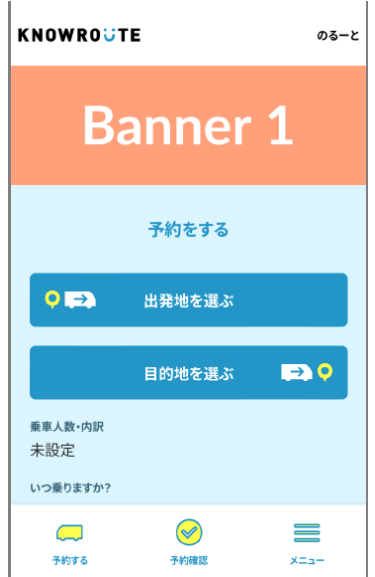 KNOWROUTE
のるーと
Banner 1
予約をする
出発地を選ぶ
目的地を選ぶ
乗車人数・内訳
未設定
いつ乗りますか?
予約する
予約確認
メニュー